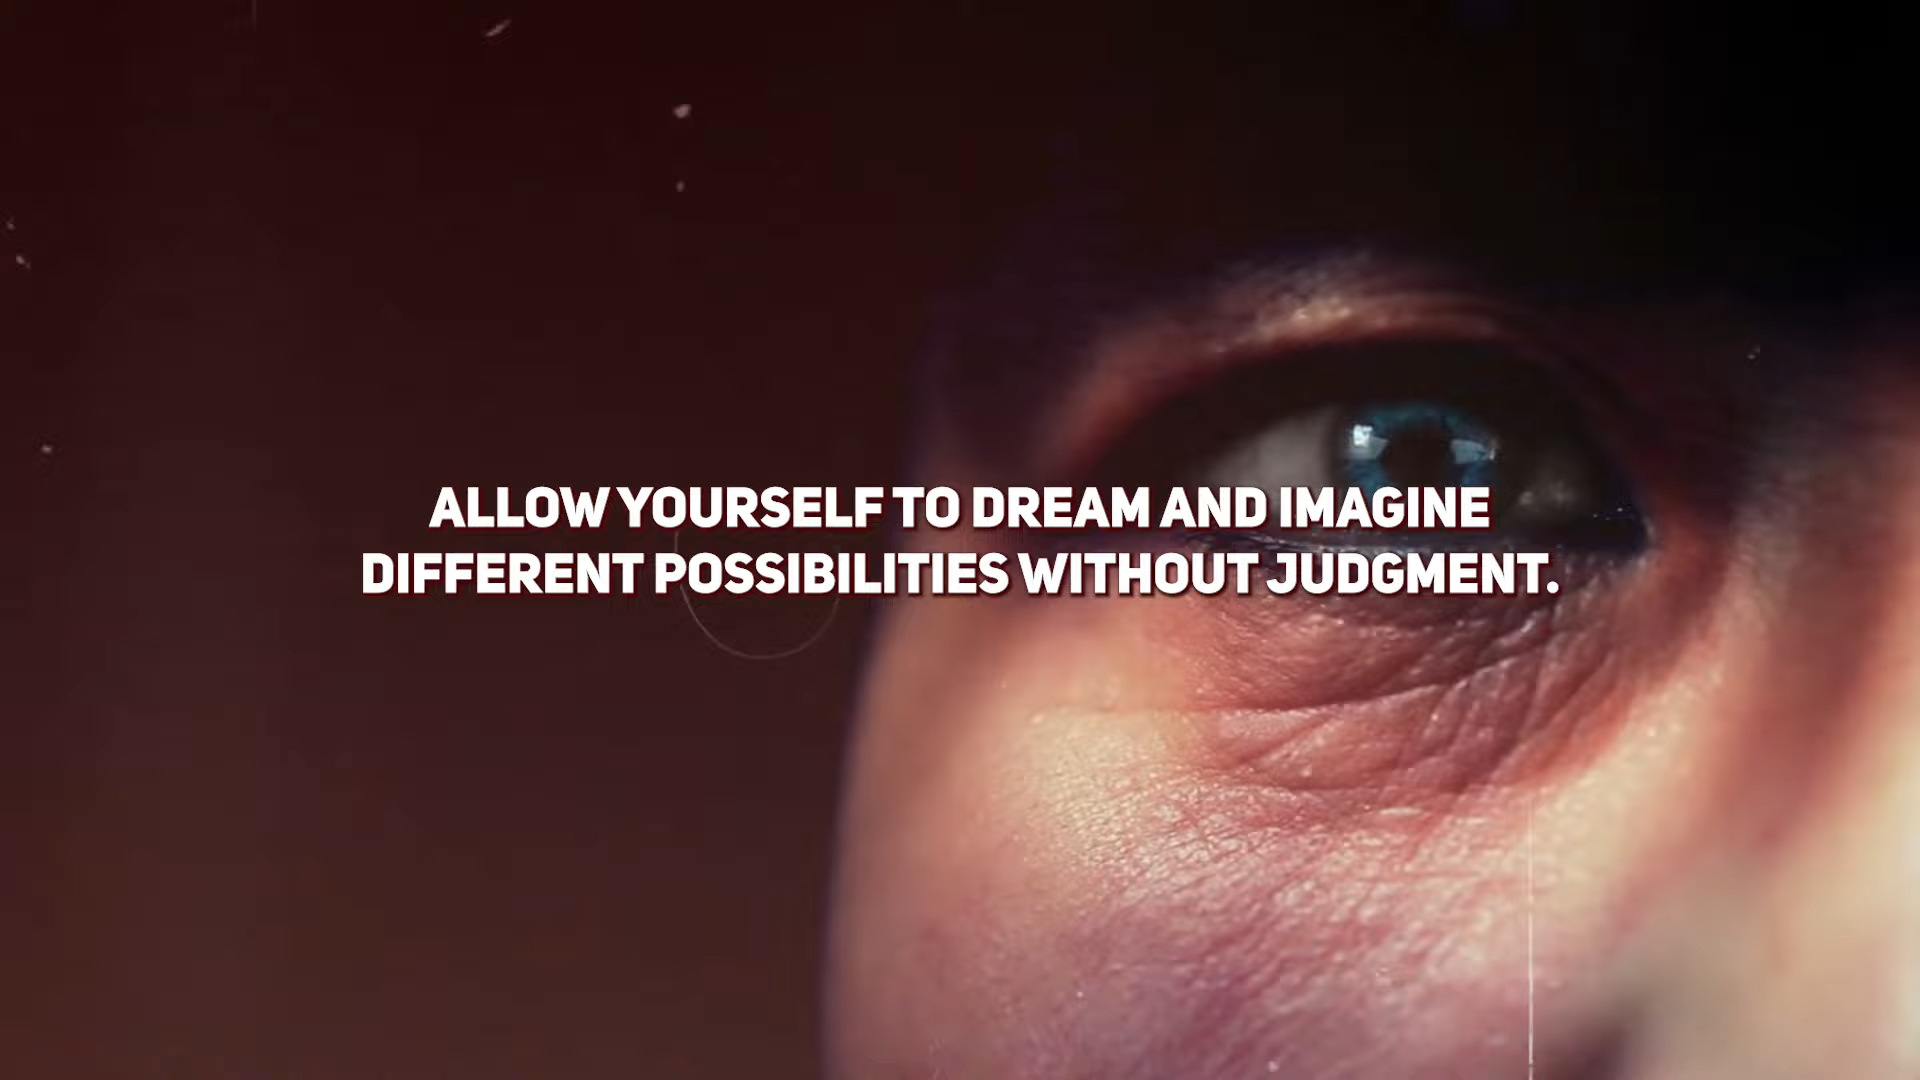 ALLOW YOURSELF TO DREAM AND IMAGINE
DIFFERENT POSSIBILITIES WITHOUT JUDGMENT.